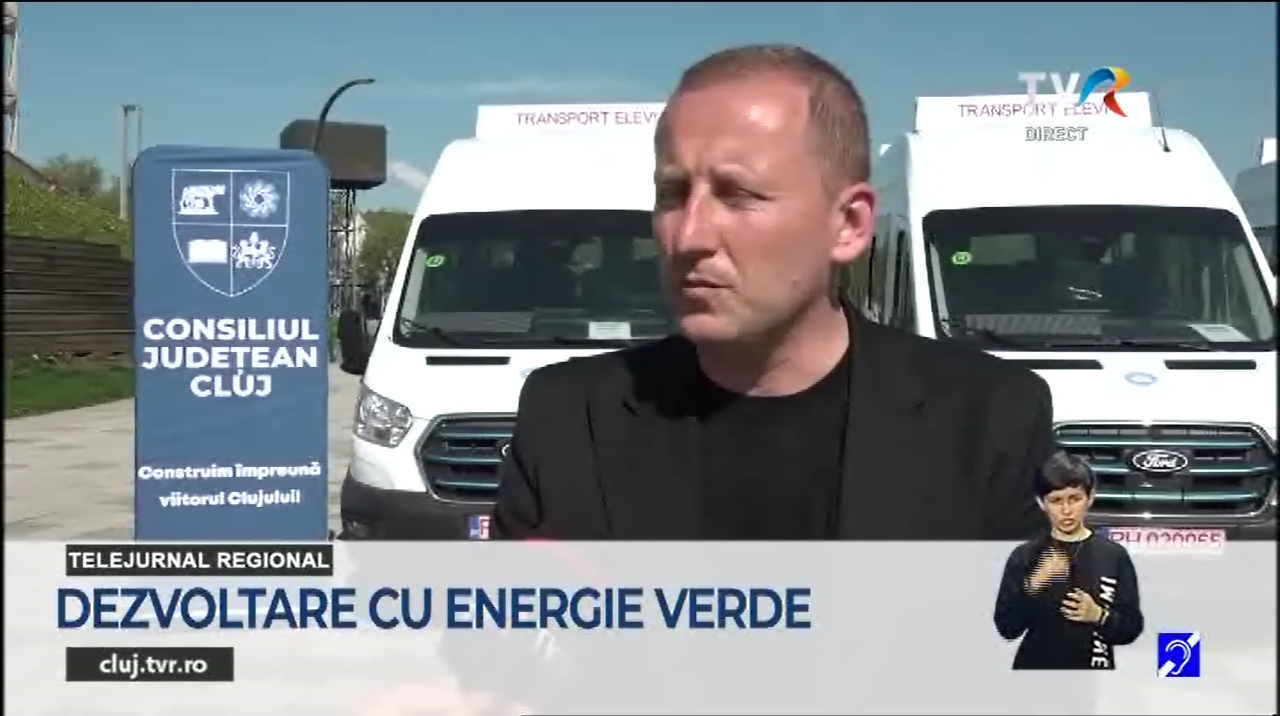 TRANSPORT ELEVI
TRANSPORT ELEVI
TVR
DIRECT
CONSILIUL
JUDEȚEAN
CLUJ
Construim împreună
viitorul Clujului!
Ford
TELEJURNAL REGIONAL
DEZVOLTARE CU ENERGIE VERDE
cluj.tvr.ro